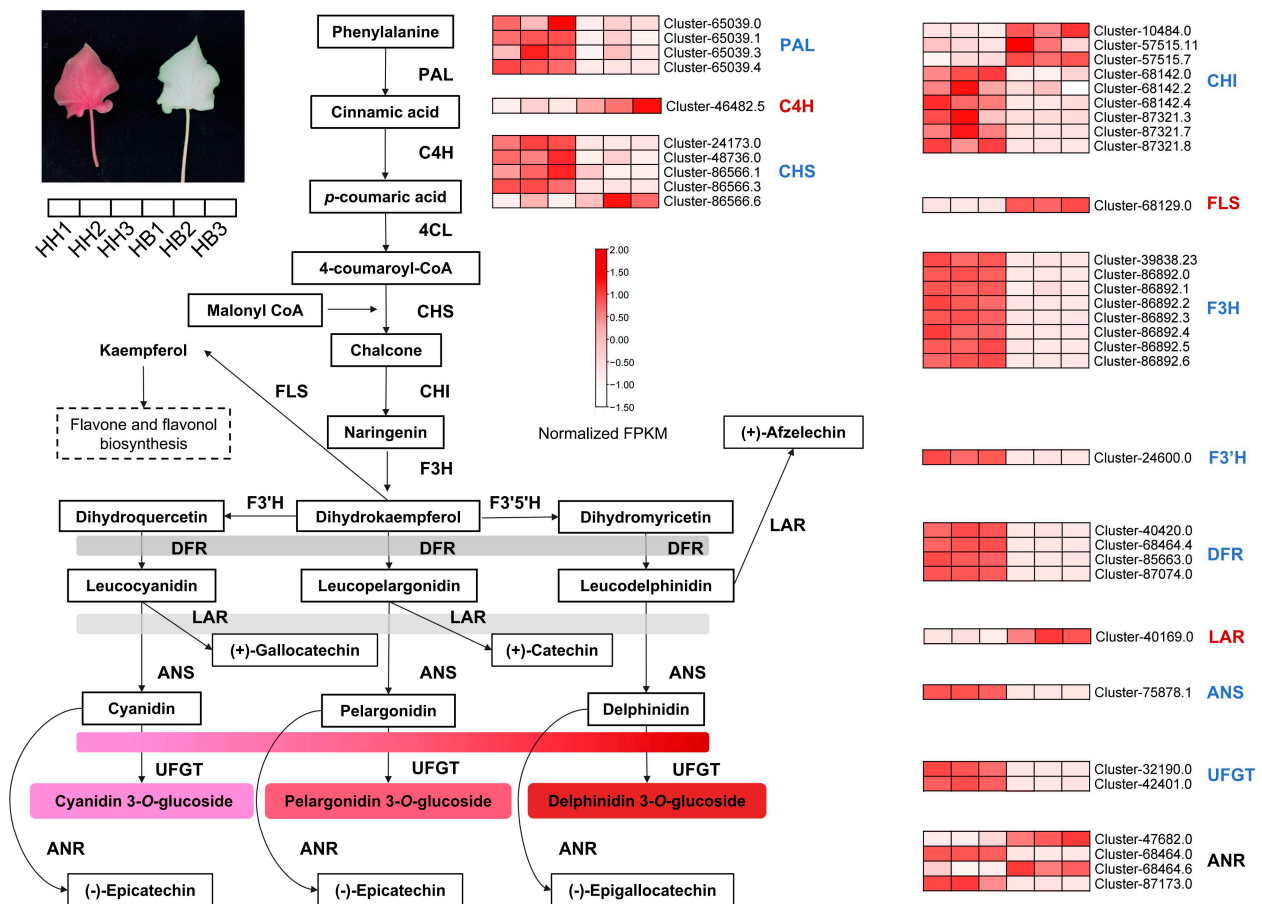 Phenylalanine
PAL
Cinnamic acid
C4H
p-coumaric acid
4CL
4-coumaroyl-CoA
Malonyl CoA
CHS
Chalcone
Kaempferol
FLS
CHI
Flavone and flavonol
biosynthesis
Naringenin
F3H
(+)-Afzelechin
Dihydroquercetin
F3'H
Dihydrokaempferol
F3'5'H
Dihydromyricetin
LAR
DFR
DFR
DFR
Leucocyanidin
Leucopelargonidin
Leucodelphinidin
LAR
LAR
(+)-Gallocatechin
(+)-Catechin
ANS
ANS
ANS
Cyanidin
Pelargonidin
Delphinidin
UFGT
UFGT
UFGT
Cyanidin 3-O-glucoside
Pelargonidin 3-O-glucoside
Delphinidin 3-O-glucoside
ANR
ANR
ANR
(-)-Epicatechin
(-)-Epicatechin
(-)-Epigallocatechin
HH1
HH2
HH3
HB1
HB2
HB3
Cluster-65039.0
Cluster-65039.1
Cluster-65039.3
Cluster-65039.4
PAL
Cluster-46482.5
C4H
Cluster-24173.0
Cluster-48736.0
Cluster-86566.1
Cluster-86566.3
Cluster-86566.6
CHS
2.00
1.50
1.00
0.50
0.00
−0.50
−1.00
−1.50
Normalized FPKM
Cluster-10484.0
Cluster-57515.11
Cluster-57515.7
Cluster-68142.0
Cluster-68142.2
Cluster-68142.4
Cluster-87321.3
Cluster-87321.7
Cluster-87321.8
CHI
Cluster-68129.0
FLS
Cluster-39838.23
Cluster-86892.0
Cluster-86892.1
Cluster-86892.2
Cluster-86892.3
Cluster-86892.4
Cluster-86892.5
Cluster-86892.6
F3H
Cluster-24600.0
F3’H
Cluster-40420.0
Cluster-68464.4
Cluster-85663.0
Cluster-87074.0
DFR
Cluster-40169.0
LAR
Cluster-75878.1
ANS
Cluster-32190.0
Cluster-42401.0
UFGT
Cluster-47682.0
Cluster-68464.0
Cluster-68464.6
Cluster-87173.0
ANR